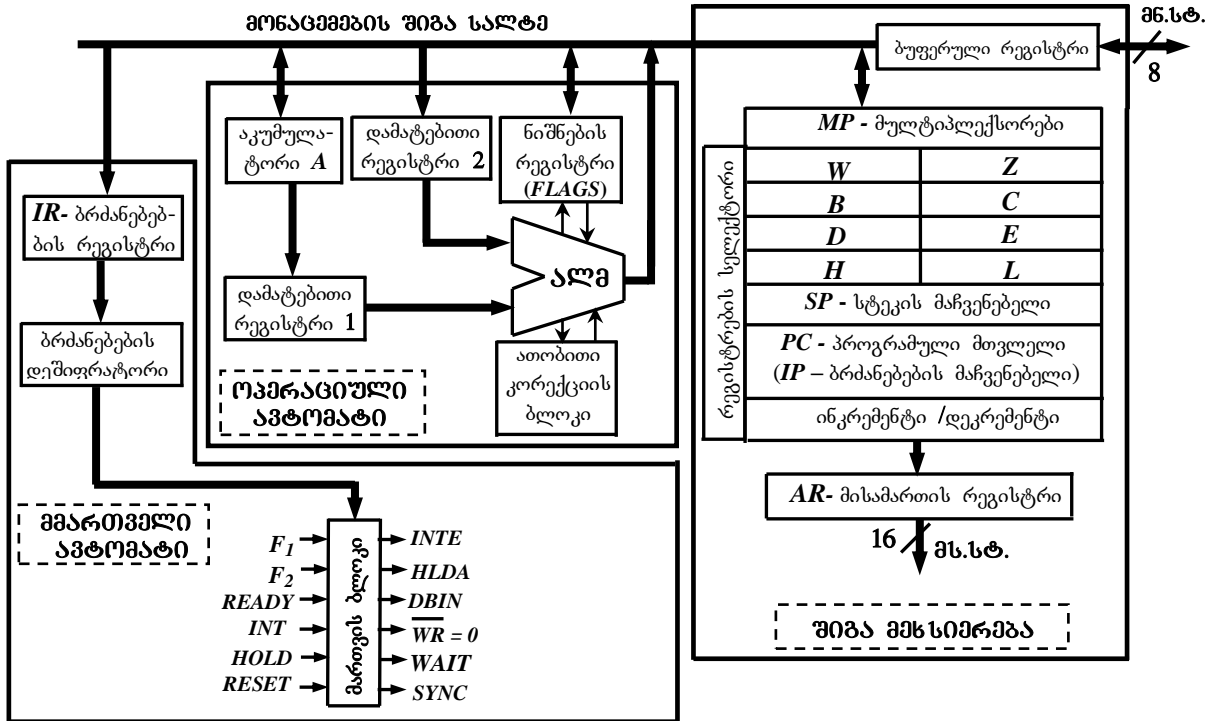 მონაცემების შიგა სალტე
მნ.სტ.
ბუფერული რეგისტრი
8
აკუმულა-
ტორი A
დამატებითი
რეგისტრი 2
ნიშნების
რეგისტრი
(FLAGS)
MP - მულტიპლექსორები
რეგისტრების სელექტორი
W
Z
B
C
D
E
H
L
SP - სტეკის მაჩვენებელი
PC - პროგრამული მთვლელი
(IP – ბრძანებების მაჩვენებელი)
ინკრემენტი /დეკრემენტი
IR- ბრძანებებ-
ბის რეგისტრი
ალმ
დამატებითი
რეგისტრი 1
ბრძანებების
დეშიფრატორი
ათობითი
კორექციის
ბლოკი
ოპერაციული
ავტომატი
AR- მისამართის რეგისტრი
16
მს.სტ.
მმართველი
ავტომატი
მართვის ბლოკი
F1
F2
READY
INT
HOLD
RESET
INTE
HLDA
DBIN
W̅R̅ = 0
WAIT
SYNC
შიგა მეხსიერება